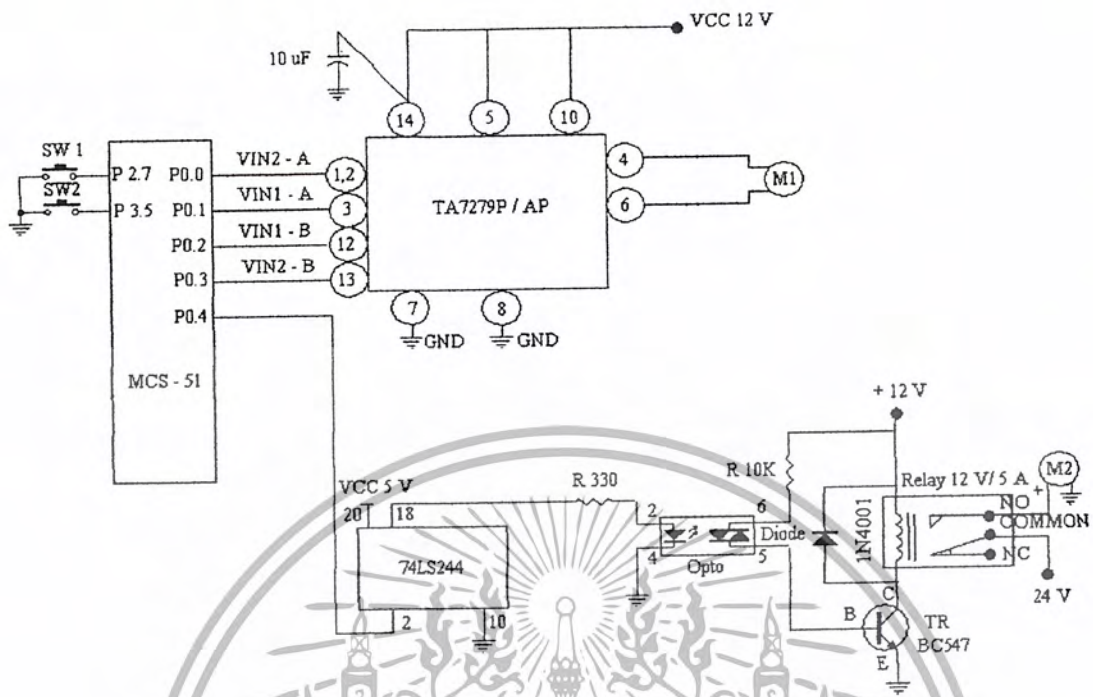 VCC 12 V
10 uF
14
5
10
SW 1
SW2
P 2.7
P 3.5
P0.0
P0.1
P0.2
P0.3
P0.4
MCS - 51
VIN2 - A
VIN1 - A
VIN1 - B
VIN2 - B
1,2
3
12
13
TA7279P / AP
4
6
M1
7
8
GND
GND
+ 12 V
R 10K
R 330
VCC 5 V
20
18
74LS244
2
10
2
4
6
5
Opto
Diode
1N4001
Relay 12 V/ 5 A
M2
+
NO
COMMON
NC
24 V
C
B
E
TR
BC547